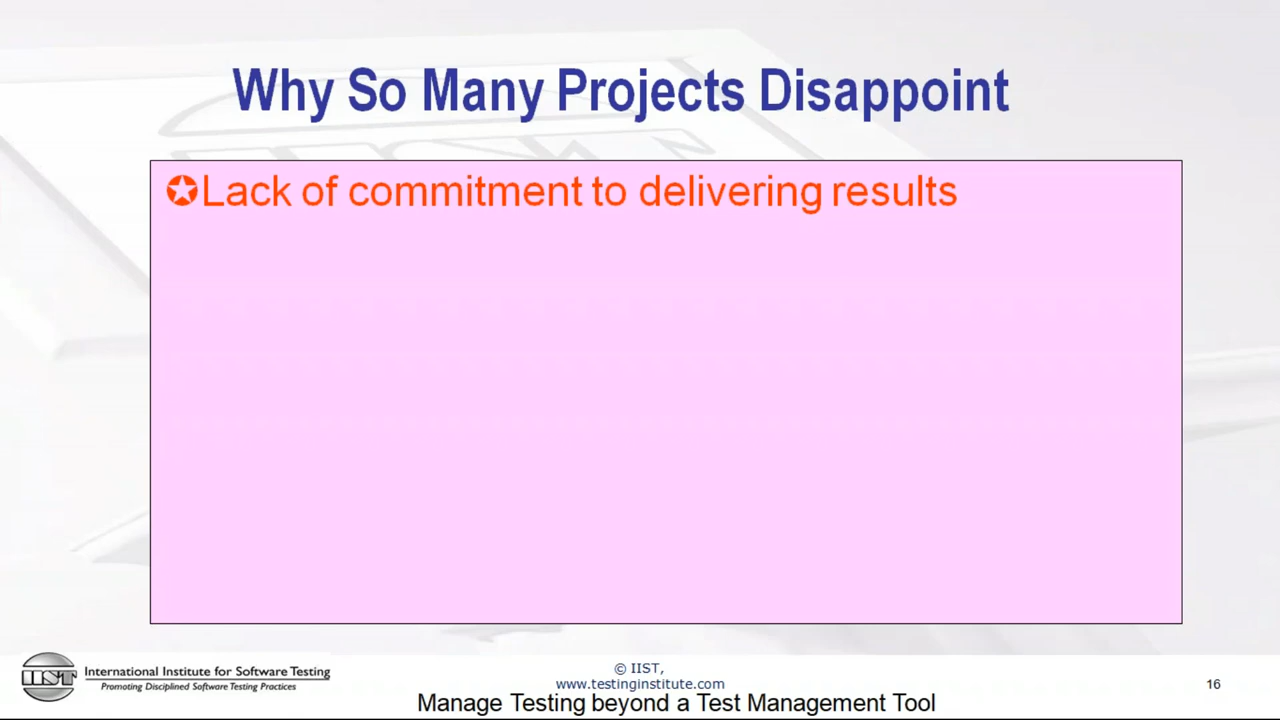 Why So Many Projects Disappoint
✪Lack of commitment to delivering results
IIST
International Institute for Software Testing
Promoting Disciplined Software Testing Practices
© IIST,
www.testinginstitute.com
Manage Testing beyond a Test Management Tool
16